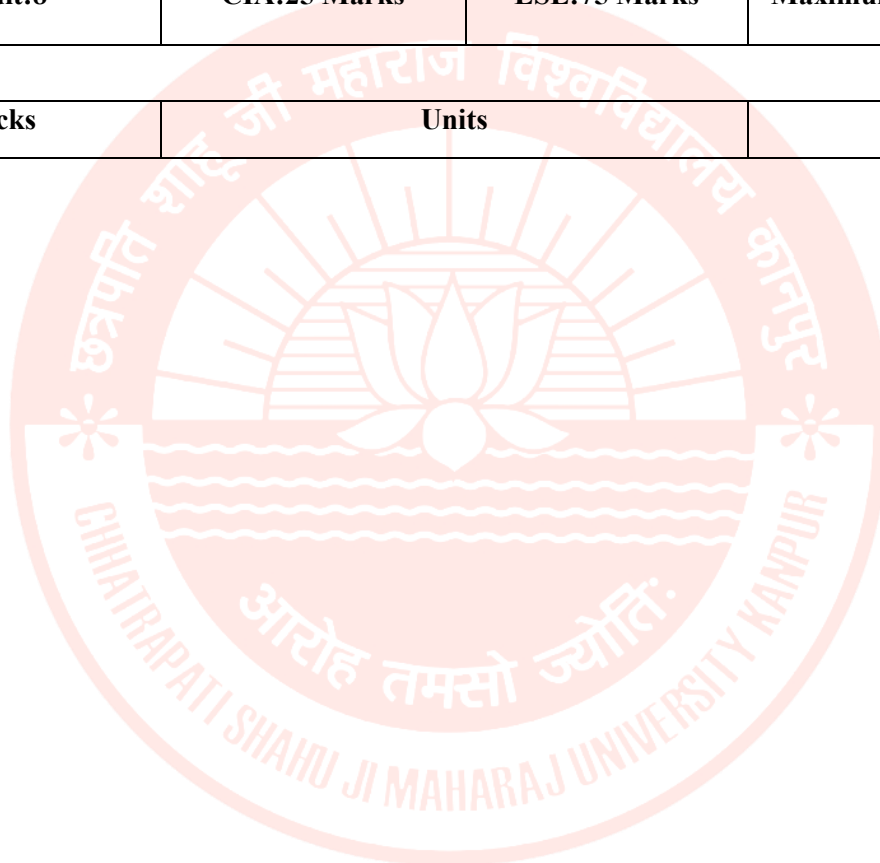 CIA:25 Marks ESE:75 Marks
Units
छत्रपति शाहू जी महाराज विश्वविद्यालय कानपुर
आरोह तमसो ज्योतिः
CHHATRAPATI SHAHU JI MAHARAJ UNIVERSITY KANPUR